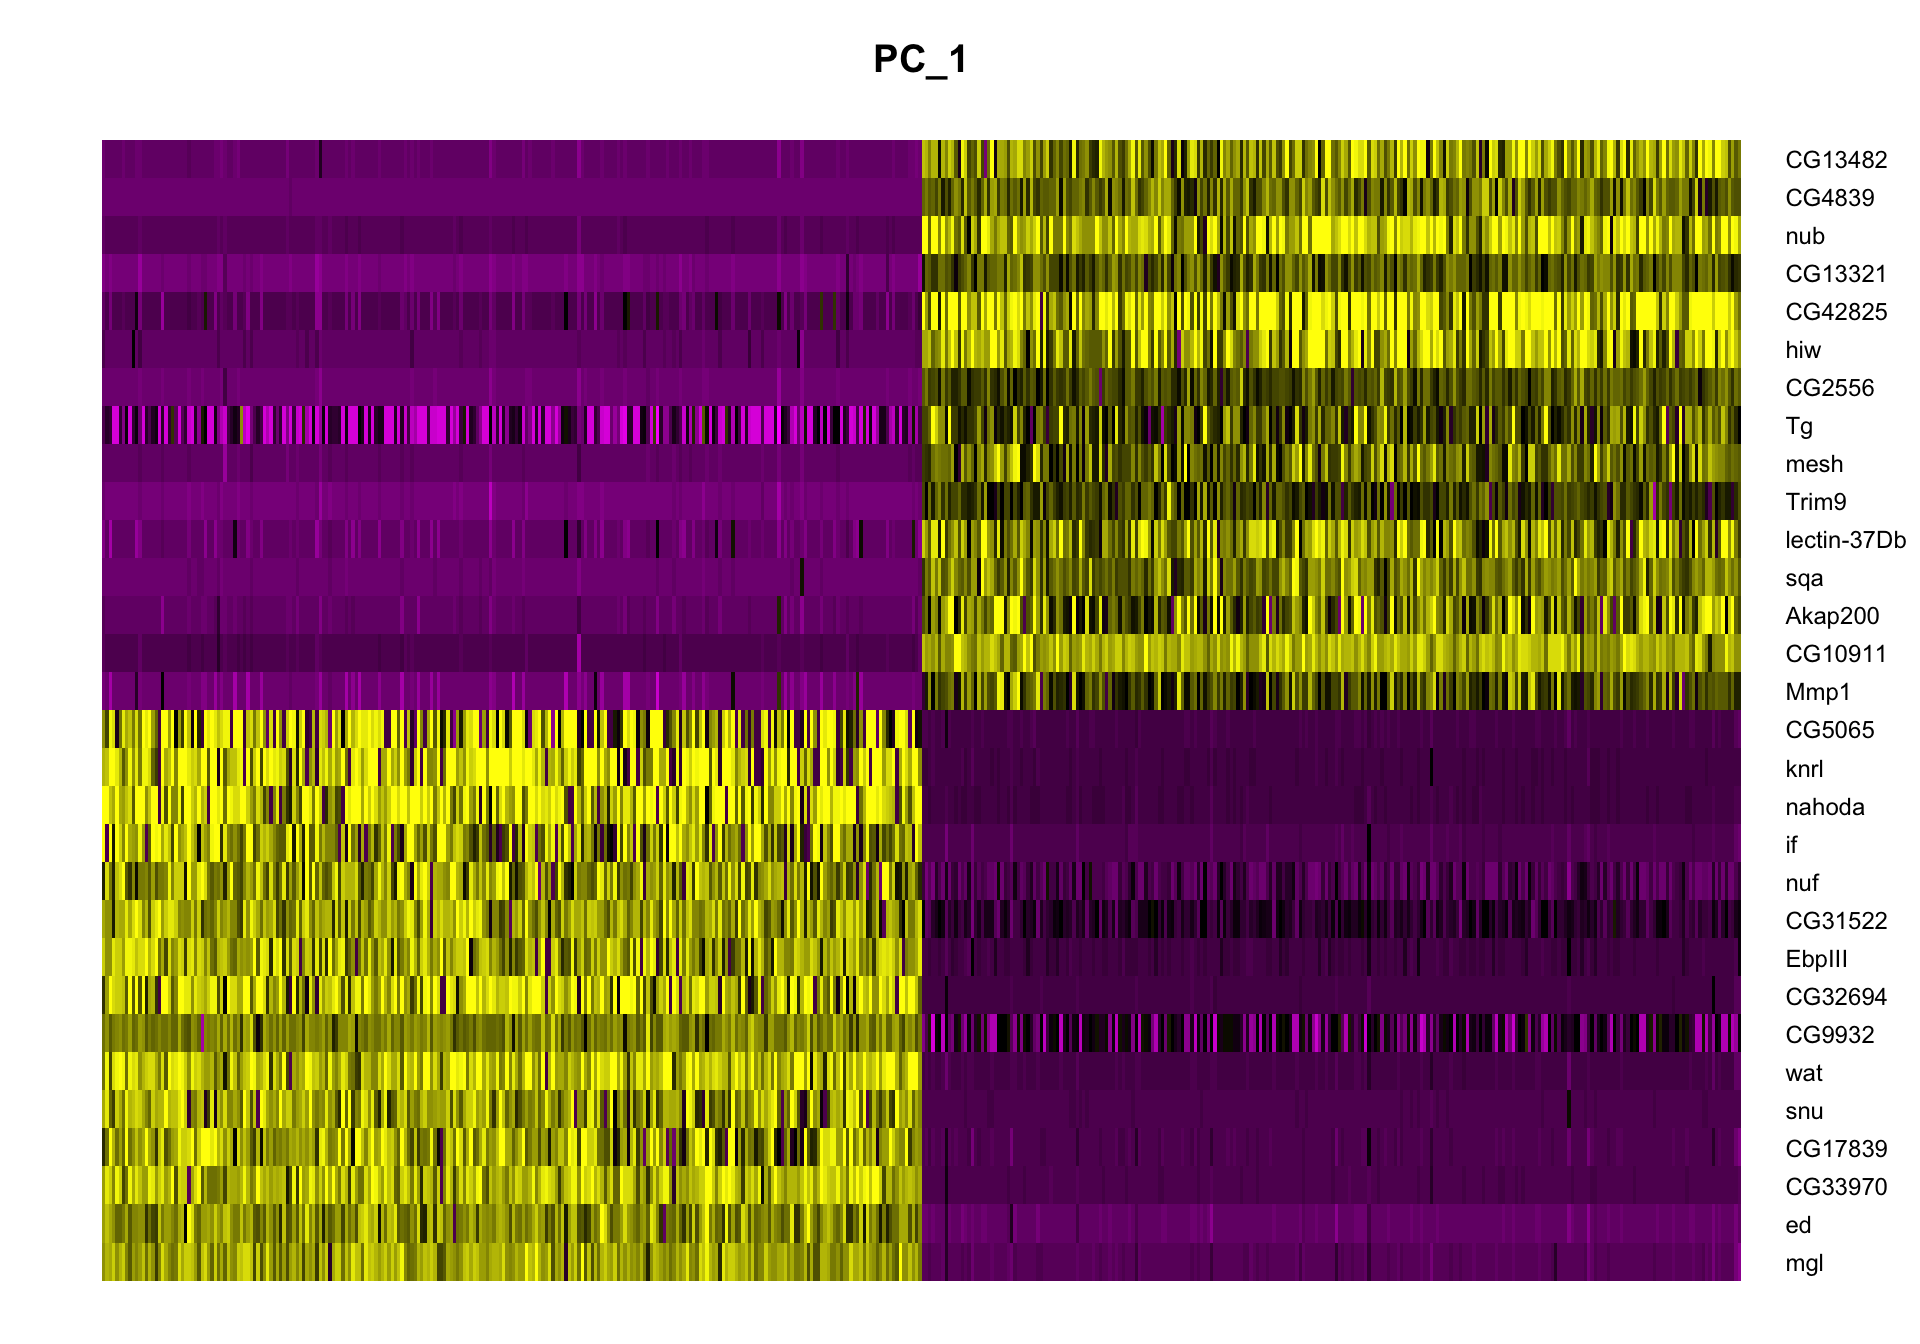 PC_1
CG13482
CG4839
nub
CG13321
CG42825
hiw
CG2556
Tg
mesh
Trim9
lectin-37Db
sqa
Akap200
CG10911
Mmp1
CG5065
knrl
nahoda
if
nuf
CG31522
EbpIII
CG32694
CG9932
wat
snu
CG17839
CG33970
ed
mgl